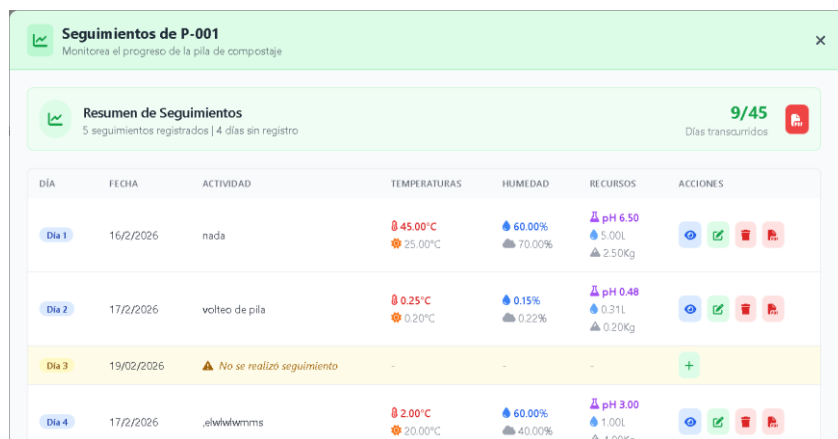 Seguimientos de P-001
Monitorea el progreso de la pila de compostaje
Resumen de Seguimientos
5 seguimientos registrados | 4 días sin registro
9/45
Días transcurridos
DÍA FECHA ACTIVIDAD TEMPERATURAS HUMEDAD RECURSOS ACCIONES
Día 1 16/2/2026 nada 45.00°C 60.00% pH 6.50
25.00°C 70.00% 5.00L
2.50Kg
Día 2 17/2/2026 volteo de pila 0.25°C 0.15% pH 0.48
0.20°C 0.22% 0.31L
0.20Kg
Día 3 19/02/2026 No se realizó seguimiento - - -
Día 4 17/2/2026 ,elwlwlwmms 2.00°C 60.00% pH 3.00
20.00°C 40.00% 1.00L